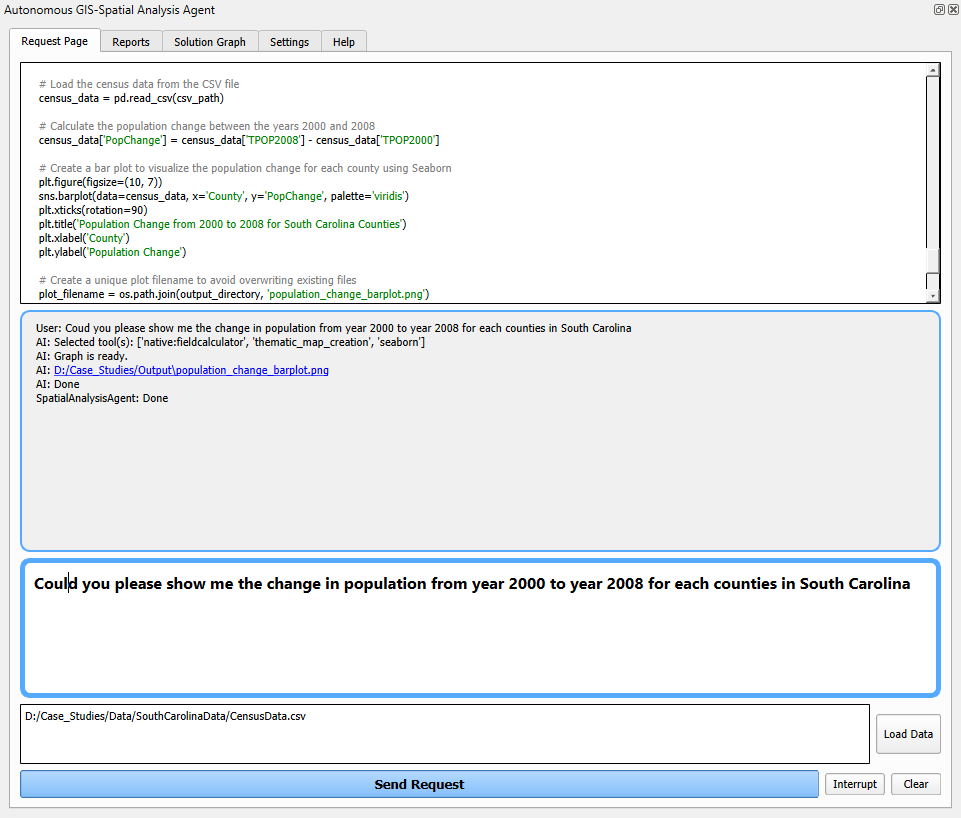 Autonomous GIS-Spatial Analysis Agent
Request Page Reports Solution Graph Settings Help
# Load the census data from the CSV file
census_data = pd.read_csv(csv_path)
# Calculate the population change between the years 2000 and 2008
census_data['PopChange'] = census_data['TPOP2008'] - census_data['TPOP2000']
# Create a bar plot to visualize the population change for each county using Seaborn
plt.figure(figsize=(10, 7))
sns.barplot(data=census_data, x='County', y='PopChange', palette='viridis')
plt.xticks(rotation=90)
plt.title('Population Change from 2000 to 2008 for South Carolina Counties')
plt.xlabel('County')
plt.ylabel('Population Change')
# Create a unique plot filename to avoid overwriting existing files
plot_filename = os.path.join(output_directory, 'population_change_barplot.png')
User: Coud you please show me the change in population from year 2000 to year 2008 for each counties in South Carolina
AI: Selected tool(s): ['native:fieldcalculator', 'thematic_map_creation', 'seaborn']
AI: Graph is ready.
AI: D:/Case_Studies/Output\population_change_barplot.png
AI: Done
SpatialAnalysisAgent: Done
Could you please show me the change in population from year 2000 to year 2008 for each counties in South Carolina
D:/Case_Studies/Data/SouthCarolinaData/CensusData.csv
Load Data
Send Request Interrupt Clear